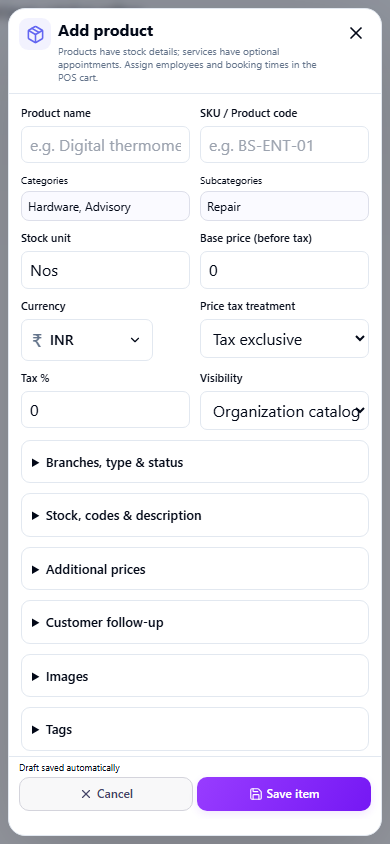 Add product
Products have stock details; services have optional
appointments. Assign employees and booking times in the
POS cart.
Product name
SKU / Product code
e.g. Digital thermome
e.g. BS-ENT-01
Categories
Subcategories
Hardware, Advisory
Repair
Stock unit
Base price (before tax)
Nos
0
Currency
Price tax treatment
₹ INR
Tax exclusive
Tax %
Visibility
0
Organization catalog
Branches, type & status
Stock, codes & description
Additional prices
Customer follow-up
Images
Tags
Draft saved automatically
Cancel
Save item